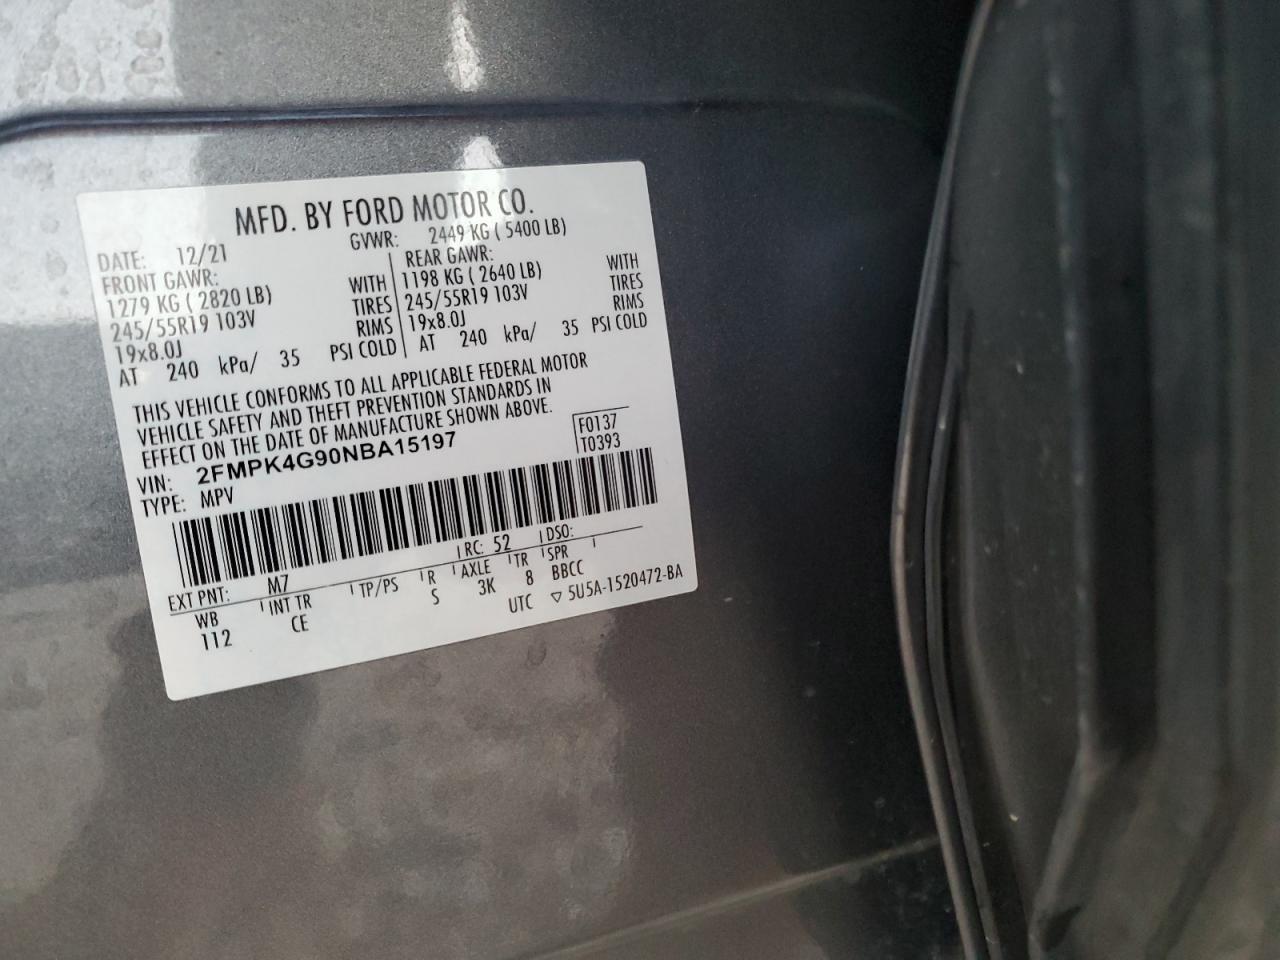 MFD. BY FORD MOTOR CO.
DATE: 12/21 GVWR: 2449 KG ( 5400 LB)
FRONT GAWR: REAR GAWR:
1279 KG ( 2820 LB) WITH 1198 KG ( 2640 LB) WITH
245/55R19 103V TIRES 245/55R19 103V TIRES
19x8.0J RIMS 19x8.0J RIMS
AT 240 kPa/ 35 PSI COLD AT 240 kPa/ 35 PSI COLD
THIS VEHICLE CONFORMS TO ALL APPLICABLE FEDERAL MOTOR
VEHICLE SAFETY AND THEFT PREVENTION STANDARDS IN
EFFECT ON THE DATE OF MANUFACTURE SHOWN ABOVE.
VIN: 2FMPK4G90NBA15197 F0137
TYPE: MPV T0393
EXT PNT: M7 RC: 52 DSO:
WB INT TR TP/PS R AXLE TR SPR
112 CE S 3K 8 BBCC
UTC ▽ 5U5A-1520472-BA